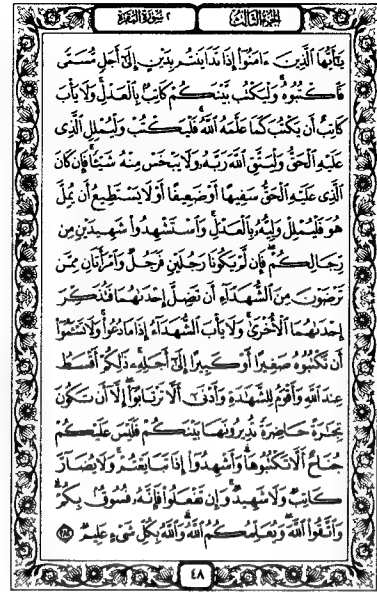 الجزء الثالث ٢ سورة البقرة
يَٰٓأَيُّهَا ٱلَّذِينَ ءَامَنُوٓا۟ إِذَا تَدَايَنتُم بِدَيْنٍ إِلَىٰٓ أَجَلٍ مُّسَمًّى
فَٱكْتُبُوهُ ۚ وَلْيَكْتُب بَّيْنَكُمْ كَاتِبٌۢ بِٱلْعَدْلِ ۚ وَلَا يَأْبَ
كَاتِبٌ أَن يَكْتُبَ كَمَا عَلَّمَهُ ٱللَّهُ ۚ فَلْيَكْتُبْ وَلْيُمْلِلِ ٱلَّذِى
عَلَيْهِ ٱلْحَقُّ وَلْيَتَّقِ ٱللَّهَ رَبَّهُۥ وَلَا يَبْخَسْ مِنْهُ شَيْـًٔا ۚ فَإِن كَانَ
ٱلَّذِى عَلَيْهِ ٱلْحَقُّ سَفِيهًا أَوْ ضَعِيفًا أَوْ لَا يَسْتَطِيعُ أَن يُمِلَّ
هُوَ فَلْيُمْلِلْ وَلِيُّهُۥ بِٱلْعَدْلِ ۚ وَٱسْتَشْهِدُوا۟ شَهِيدَيْنِ مِن
رِّجَالِكُمْ ۖ فَإِن لَّمْ يَكُونَا رَجُلَيْنِ فَرَجُلٌ وَٱمْرَأَتَانِ مِمَّن
تَرْضَوْنَ مِنَ ٱلشُّهَدَآءِ أَن تَضِلَّ إِحْدَىٰهُمَا فَتُذَكِّرَ
إِحْدَىٰهُمَا ٱلْأُخْرَىٰ ۚ وَلَا يَأْبَ ٱلشُّهَدَآءُ إِذَا مَا دُعُوا۟ ۚ وَلَا تَسْـَٔمُوٓا۟
أَن تَكْتُبُوهُ صَغِيرًا أَوْ كَبِيرًا إِلَىٰٓ أَجَلِهِۦ ۚ ذَٰلِكُمْ أَقْسَطُ
عِندَ ٱللَّهِ وَأَقْوَمُ لِلشَّهَٰدَةِ وَأَدْنَىٰٓ أَلَّا تَرْتَابُوٓا۟ ۖ إِلَّآ أَن تَكُونَ
تِجَٰرَةً حَاضِرَةً تُدِيرُونَهَا بَيْنَكُمْ فَلَيْسَ عَلَيْكُمْ
جُنَاحٌ أَلَّا تَكْتُبُوهَا ۗ وَأَشْهِدُوٓا۟ إِذَا تَبَايَعْتُمْ ۚ وَلَا يُضَآرَّ
كَاتِبٌ وَلَا شَهِيدٌ ۚ وَإِن تَفْعَلُوا۟ فَإِنَّهُۥ فُسُوقٌۢ بِكُمْ ۗ
وَٱتَّقُوا۟ ٱللَّهَ ۖ وَيُعَلِّمُكُمُ ٱللَّهُ ۗ وَٱللَّهُ بِكُلِّ شَىْءٍ عَلِيمٌ ٢٨٢
٤٨